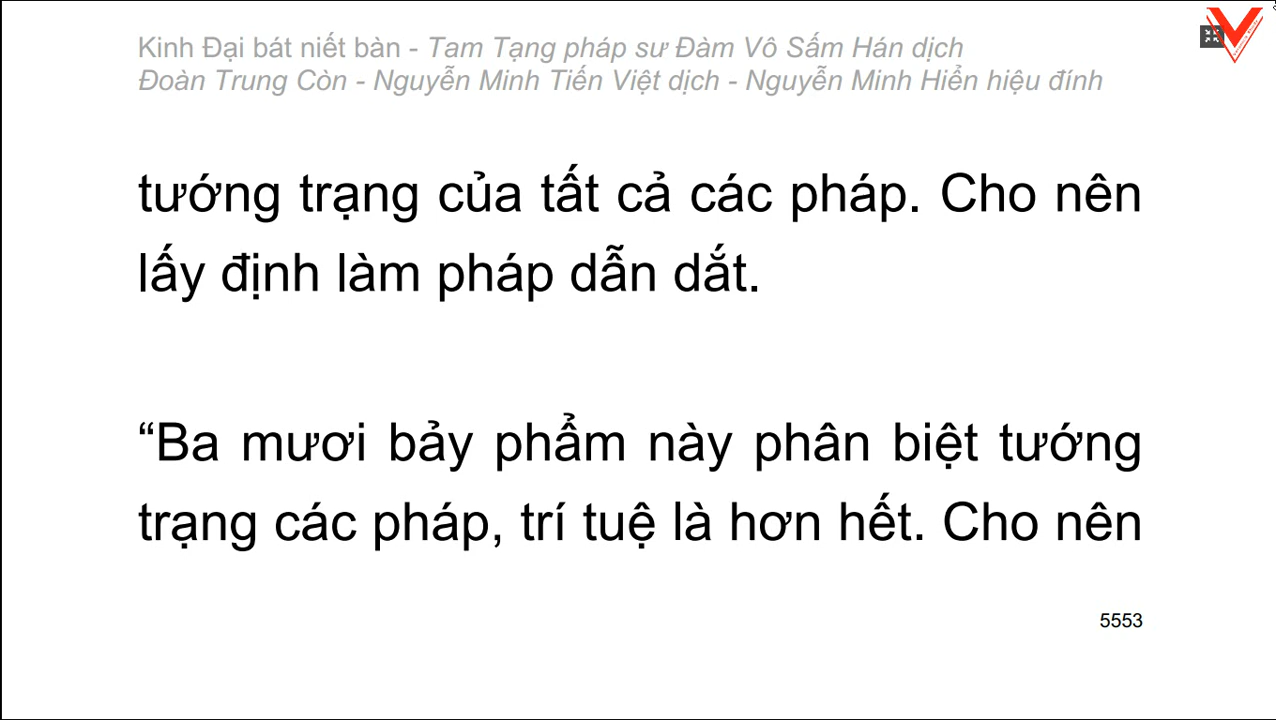 Kinh Đại bát niết bàn - Tam Tạng pháp sư Đàm Vô Sấm Hán dịch
Đoàn Trung Còn - Nguyễn Minh Tiến Việt dịch - Nguyễn Minh Hiển hiệu đính
tướng trạng của tất cả các pháp. Cho nên
lấy định làm pháp dẫn dắt.
“Ba mươi bảy phẩm này phân biệt tướng
trạng các pháp, trí tuệ là hơn hết. Cho nên
5553